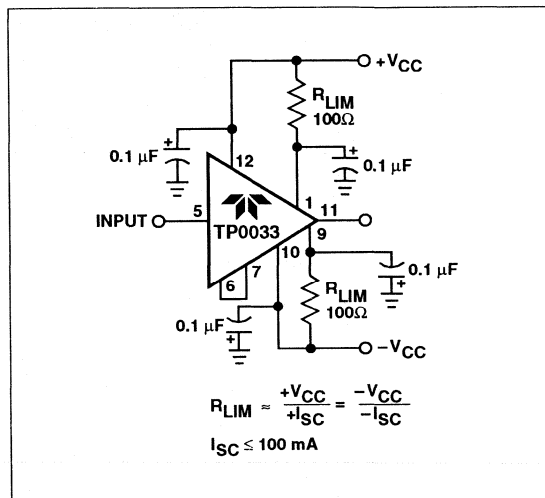 +VCC
RLIM
100Ω
0.1 µF
0.1 µF
12
1
INPUT
5
TP0033
11
9
10
6
7
0.1 µF
RLIM
100Ω
0.1 µF
−VCC
RLIM ≈ +VCC / +ISC = −VCC / −ISC
ISC ≤ 100 mA